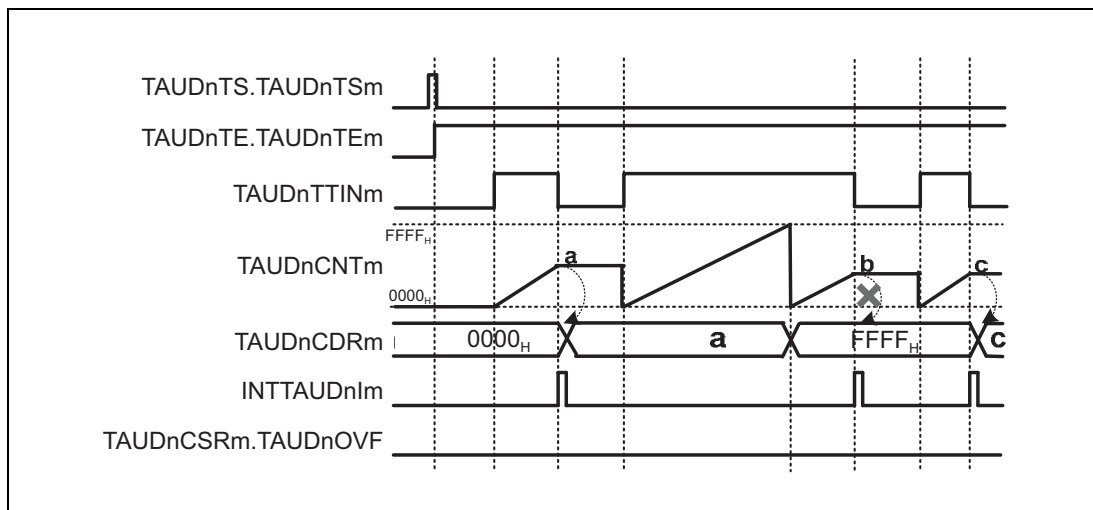 TAUDnTS.TAUDnTSm
TAUDnTE.TAUDnTEm
TAUDnTTINm
FFFFH
TAUDnCNTm
a
b
c
0000H
TAUDnCDRm
0000H
a
FFFFH
c
INTTAUDnIm
TAUDnCSRm.TAUDnOVF